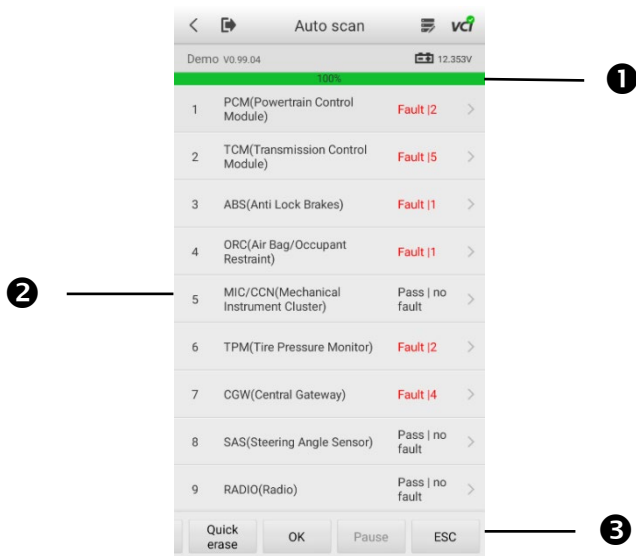 Auto scan
VCI
Demo V0.99.04
12.353V
100%
❶
1
PCM(Powertrain Control
Module)
Fault |2
2
TCM(Transmission Control
Module)
Fault |5
3
ABS(Anti Lock Brakes)
Fault |1
4
ORC(Air Bag/Occupant
Restraint)
Fault |1
❷
5
MIC/CCN(Mechanical
Instrument Cluster)
Pass | no
fault
6
TPM(Tire Pressure Monitor)
Fault |2
7
CGW(Central Gateway)
Fault |4
8
SAS(Steering Angle Sensor)
Pass | no
fault
9
RADIO(Radio)
Pass | no
fault
Quick
erase
OK
Pause
ESC
❸